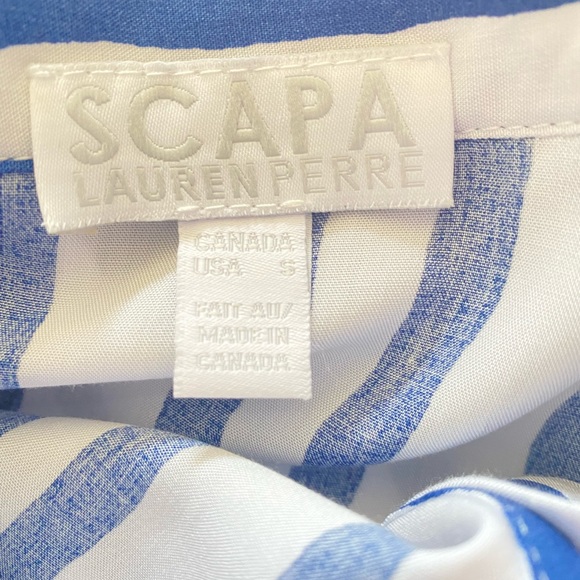 SCAPA
LAUREN PERRE
CANADA
USA S
FAIT AU/
MADE IN
CANADA